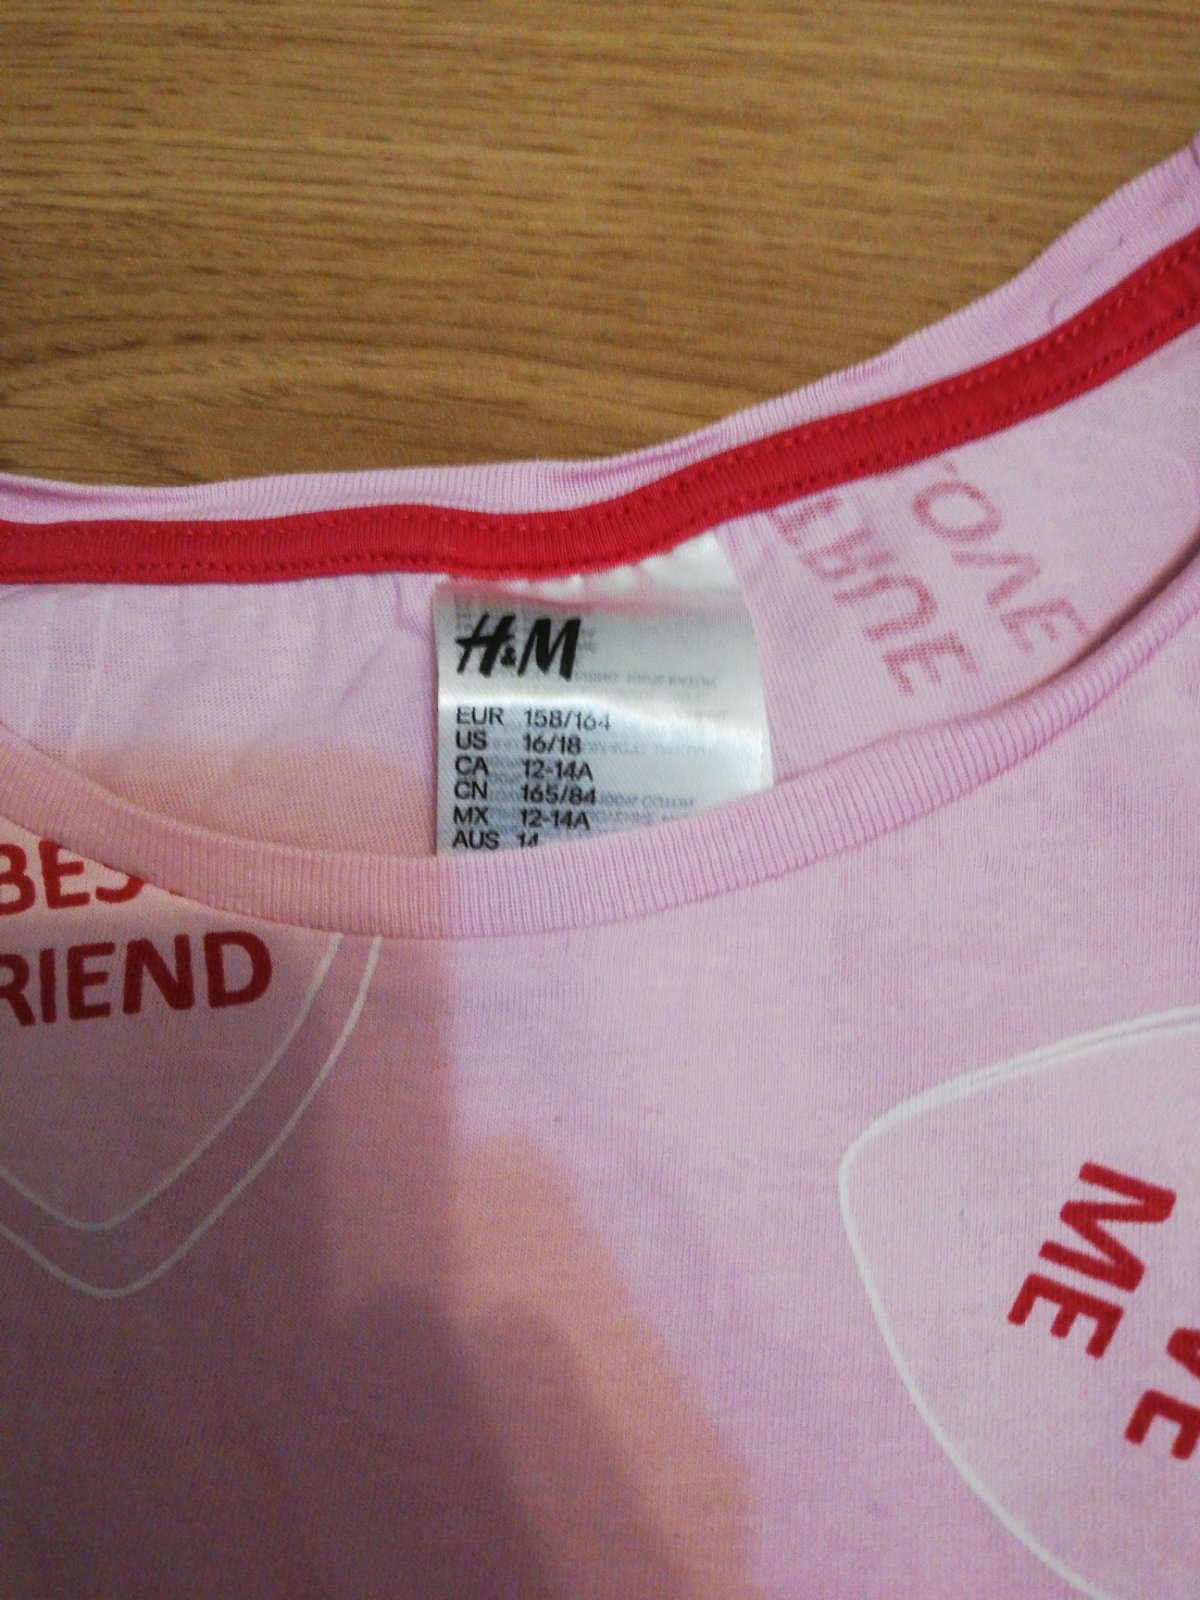 H&M
EUR 158/164
US 16/18
CA 12-14A
CN 165/84
MX 12-14A
AUS 14
BES
RIEND
ME